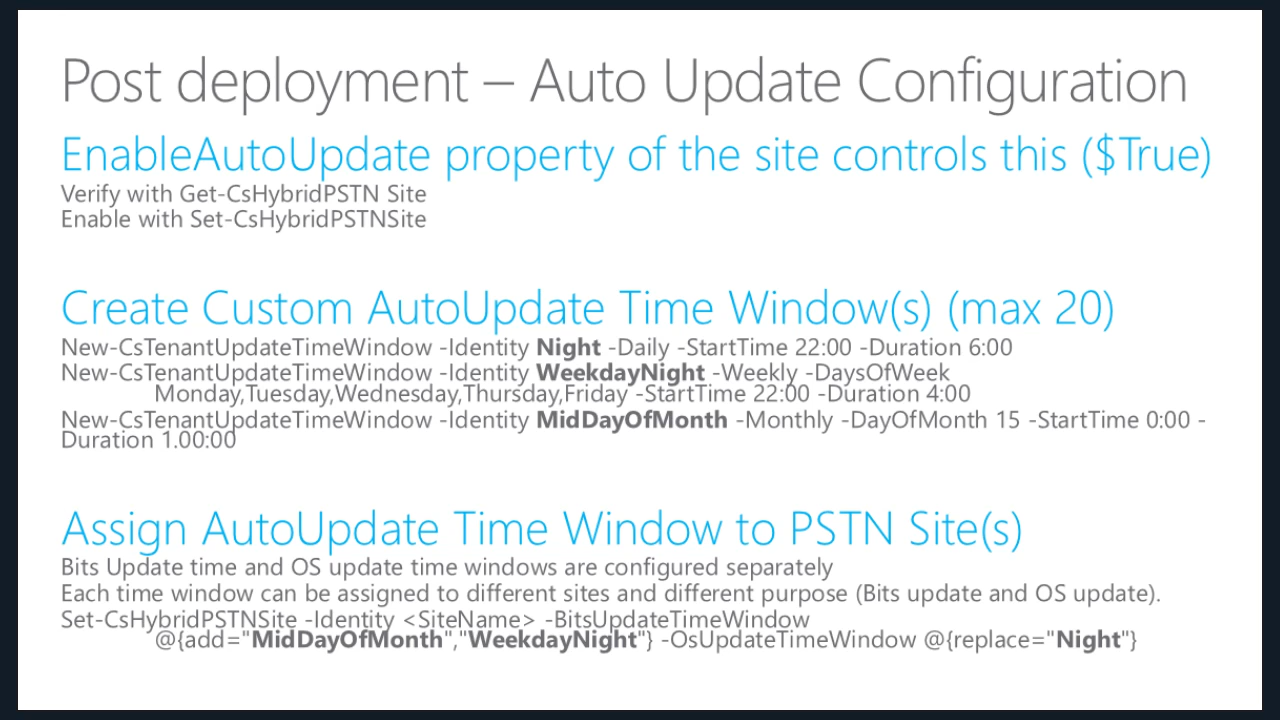 Post deployment – Auto Update Configuration
EnableAutoUpdate property of the site controls this ($True)
Verify with Get-CsHybridPSTN Site
Enable with Set-CsHybridPSTNSite
Create Custom AutoUpdate Time Window(s) (max 20)
New-CsTenantUpdateTimeWindow -Identity Night -Daily -StartTime 22:00 -Duration 6:00
New-CsTenantUpdateTimeWindow -Identity WeekdayNight -Weekly -DaysOfWeek
Monday,Tuesday,Wednesday,Thursday,Friday -StartTime 22:00 -Duration 4:00
New-CsTenantUpdateTimeWindow -Identity MidDayOfMonth -Monthly -DayOfMonth 15 -StartTime 0:00 -
Duration 1.00:00
Assign AutoUpdate Time Window to PSTN Site(s)
Bits Update time and OS update time windows are configured separately
Each time window can be assigned to different sites and different purpose (Bits update and OS update).
Set-CsHybridPSTNSite -Identity <SiteName> -BitsUpdateTimeWindow
@{add="MidDayOfMonth","WeekdayNight"} -OsUpdateTimeWindow @{replace="Night"}